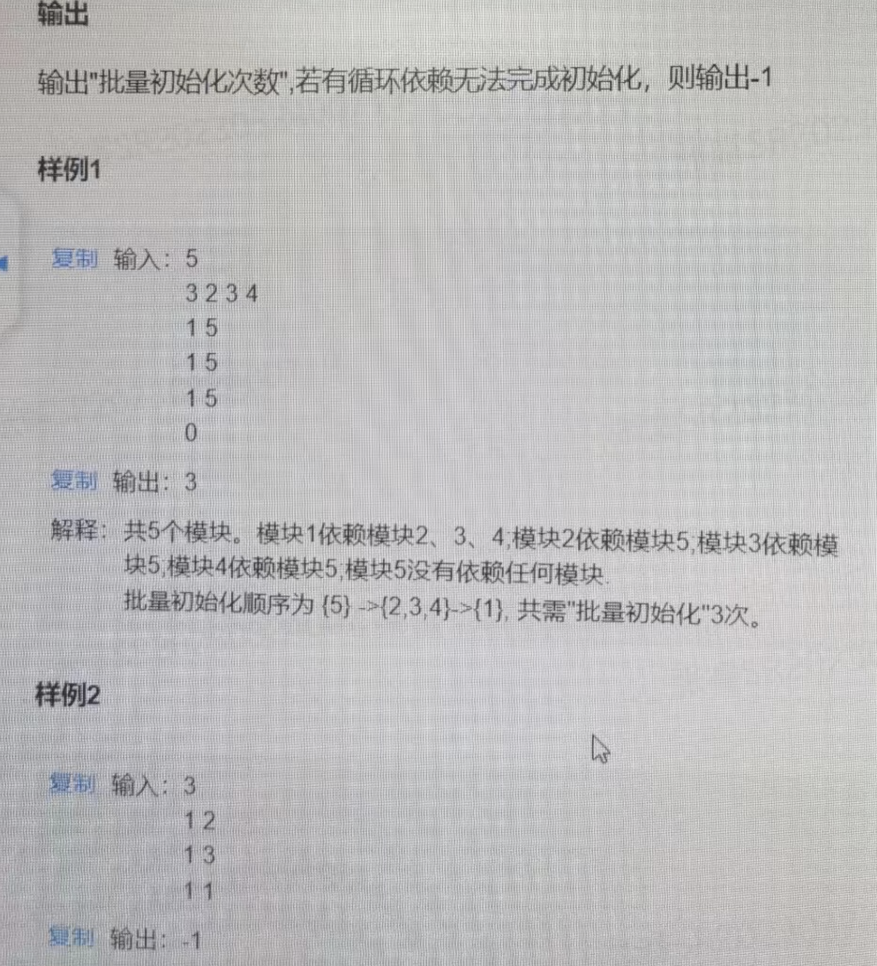 输出
输出"批量初始化次数",若有循环依赖无法完成初始化，则输出-1
样例1
复制 输入：5
3 2 3 4
1 5
1 5
1 5
0
复制 输出：3
解释：共5个模块。模块1依赖模块2、3、4;模块2依赖模块5;模块3依赖模
块5;模块4依赖模块5;模块5没有依赖任何模块.
批量初始化顺序为 {5} ->{2,3,4}->{1}, 共需"批量初始化"3次。
样例2
复制 输入：3
1 2
1 3
1 1
复制 输出：-1